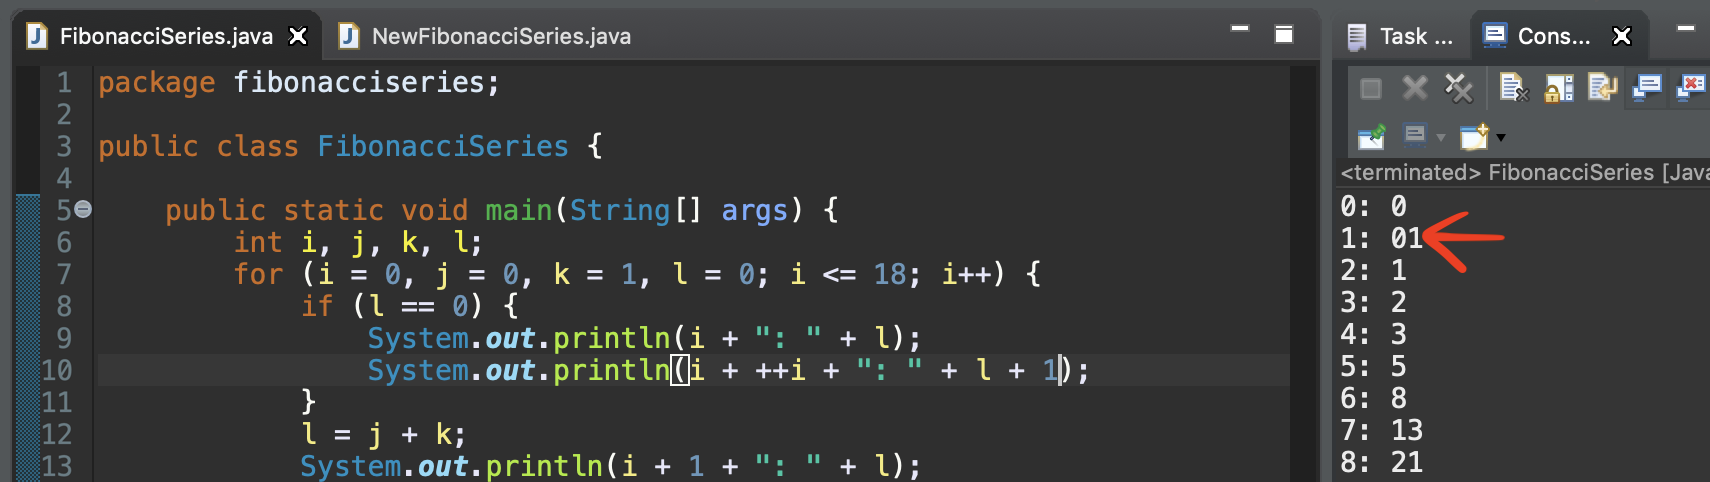 FibonacciSeries.java
NewFibonacciSeries.java
Task ...
Cons...
1 package fibonacciseries;
2
3 public class FibonacciSeries {
4
5 public static void main(String[] args) {
6 int i, j, k, l;
7 for (i = 0, j = 0, k = 1, l = 0; i <= 18; i++) {
8 if (l == 0) {
9 System.out.println(i + ": " + l);
10 System.out.println(i + ++i + ": " + l + 1);
11 }
12 l = j + k;
13 System.out.println(i + 1 + ": " + l);
<terminated> FibonacciSeries [Java
0: 0
1: 01
2: 1
3: 2
4: 3
5: 5
6: 8
7: 13
8: 21